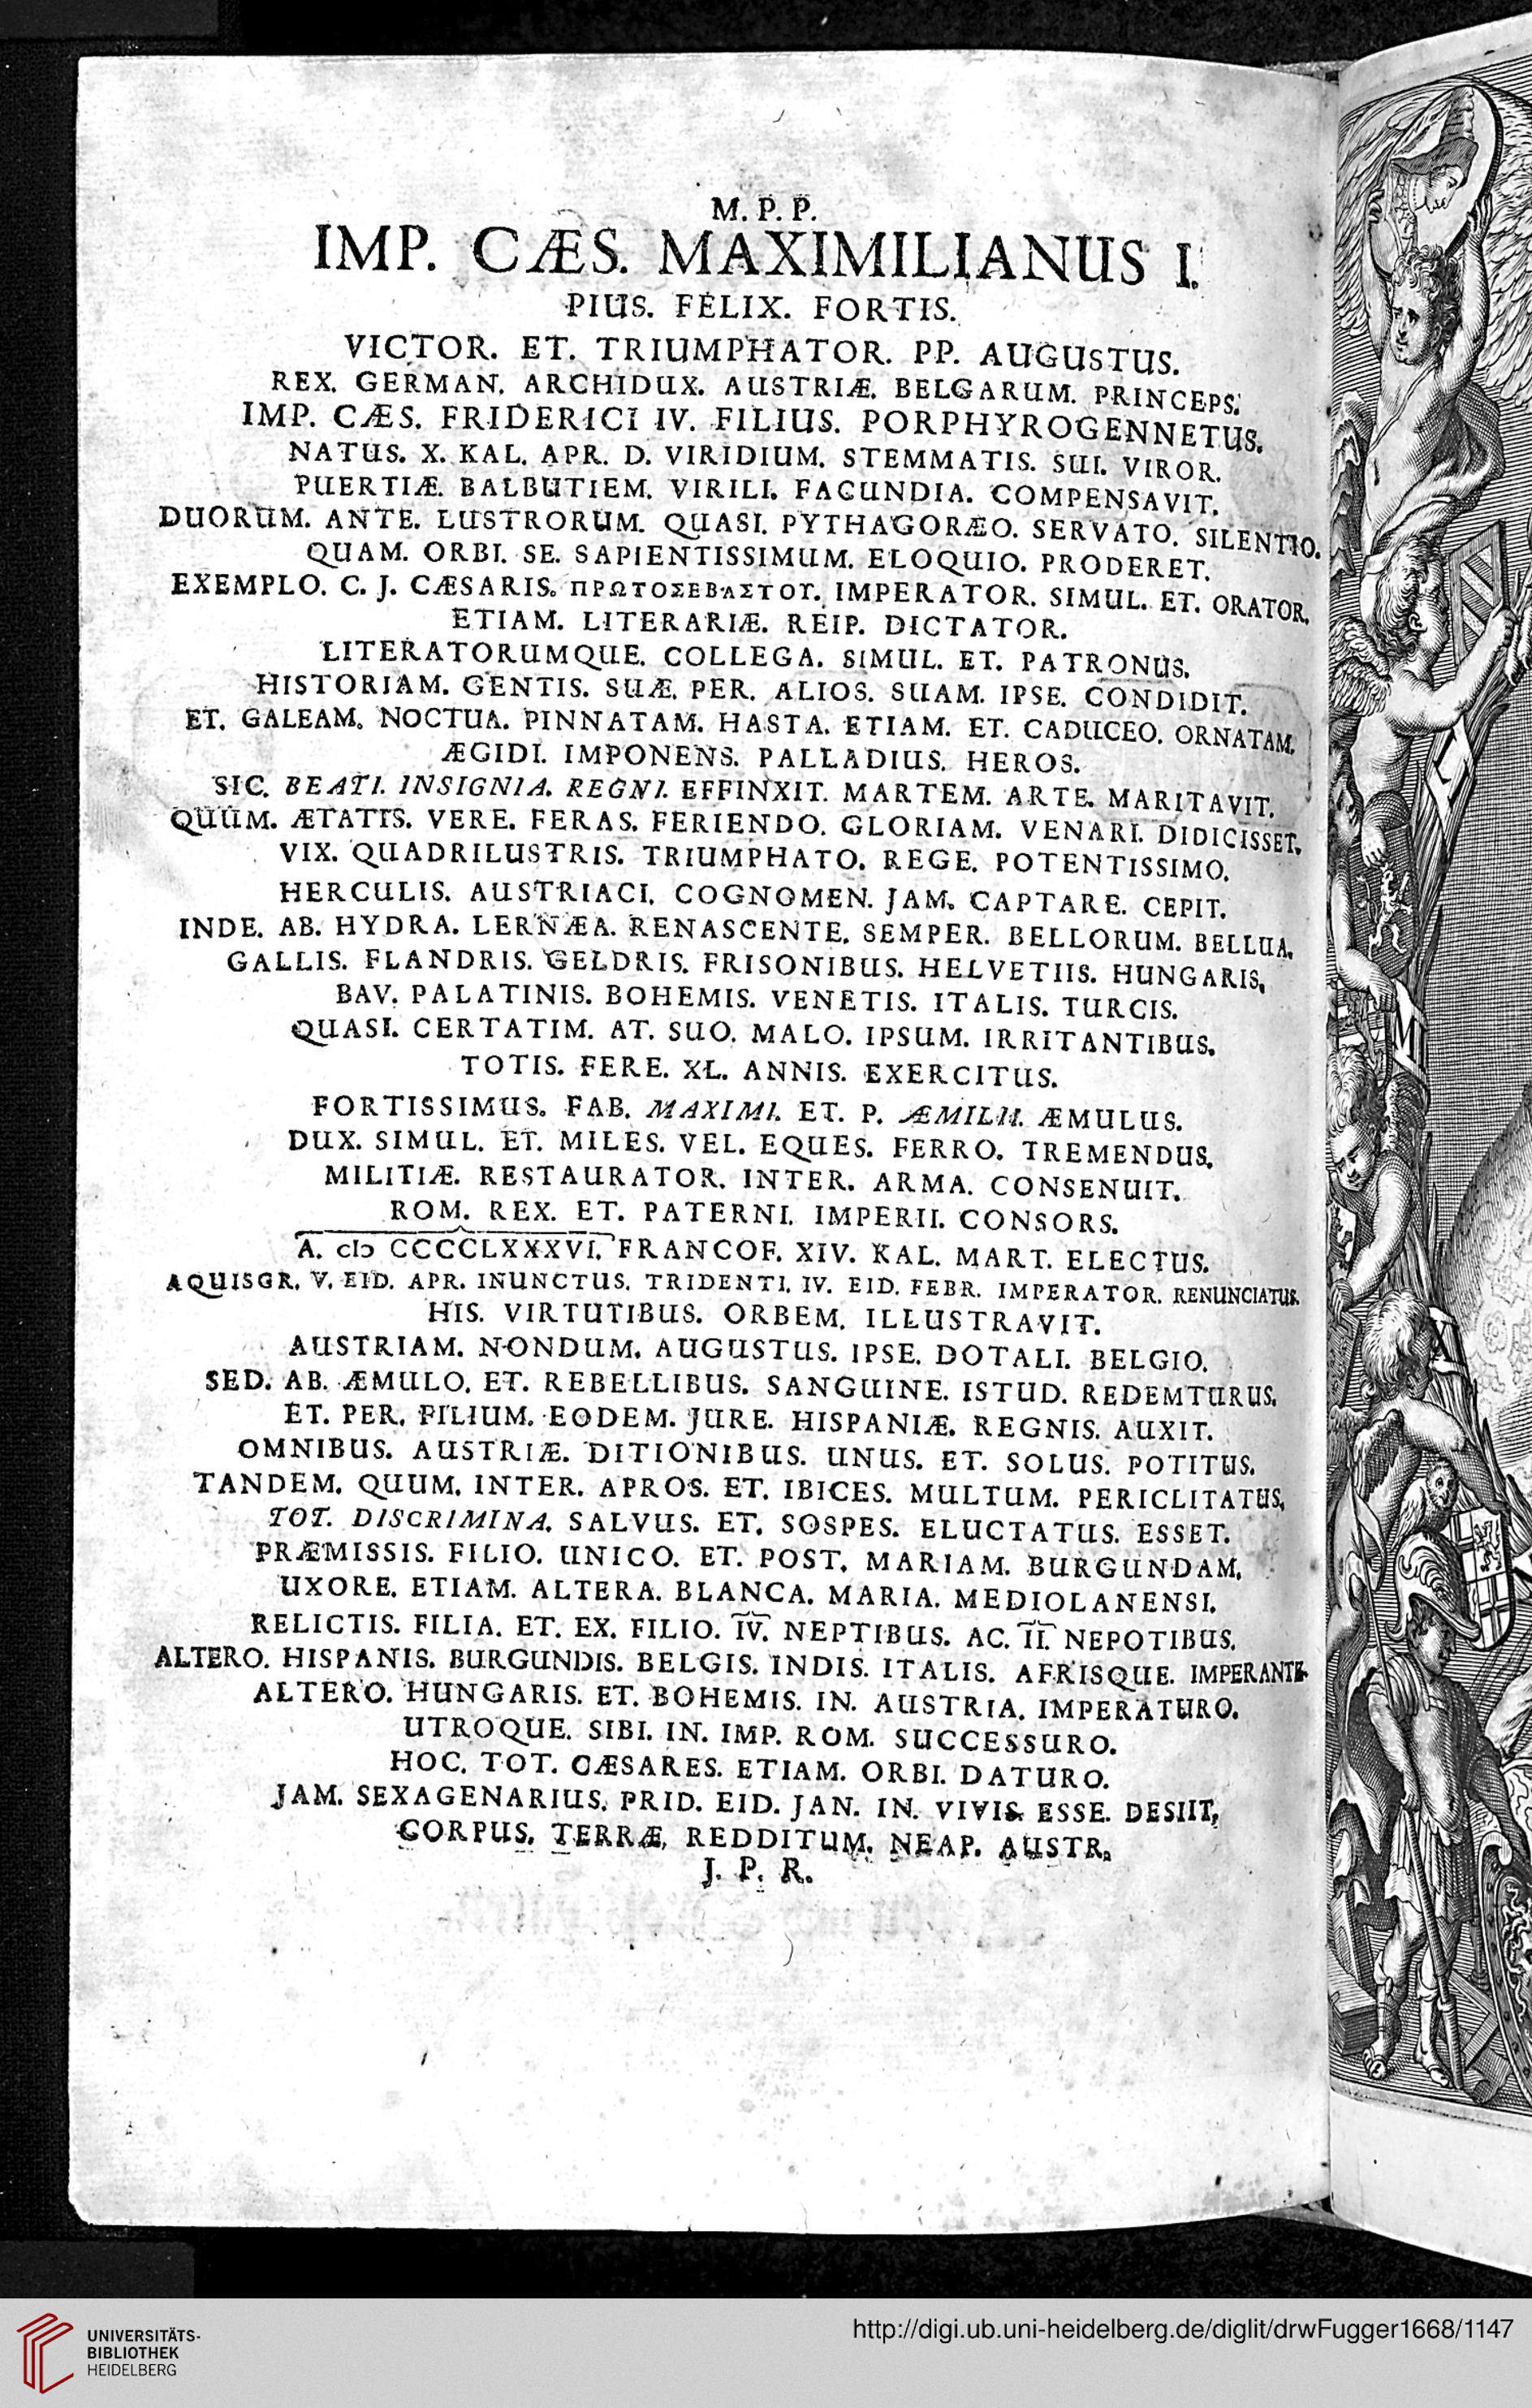 M. P. P.
IMP. CÆS. MAXIMILIANUS I.
PIUS. FELIX. FORTIS.
VICTOR. ET. TRIUMPHATOR. PP. AUGUSTUS.
REX. GERMAN. ARCHIDUX. AUSTRIÆ. BELGARUM. PRINCEPS.
IMP. CÆS. FRIDERICI IV. FILIUS. PORPHYROGENNETUS.
NATUS. X. KAL. APR. D. VIRIDIUM. STEMMATIS. SUI. VIROR.
PUERTIÆ. BALBUTIEM. VIRILI. FACUNDIA. COMPENSAVIT.
DUORUM. ANTE. LUSTRORUM. QUASI. PYTHAGORÆO. SERVATO. SILENTIO.
QUAM. ORBI. SE. SAPIENTISSIMUM. ELOQUIO. PRODERET.
EXEMPLO. C. J. CÆSARIS. ΠΡΩΤΟΣΕΒΑΣΤΟΥ. IMPERATOR. SIMUL. ET. ORATOR.
ETIAM. LITERARIÆ. REIP. DICTATOR.
LITERATORUMQUE. COLLEGA. SIMUL. ET. PATRONUS.
HISTORIAM. GENTIS. SUÆ. PER. ALIOS. SUAM. IPSE. CONDIDIT.
ET. GALEAM. NOCTUA. PINNATAM. HASTA. ETIAM. ET. CADUCEO. ORNATAM.
ÆGIDI. IMPONENS. PALLADIUS. HEROS.
SIC. BEATI. INSIGNIA. REGNI. EFFINXIT. MARTEM. ARTE. MARITAVIT.
QUUM. ÆTATIS. VERE. FERAS. FERIENDO. GLORIAM. VENARI. DIDICISSET.
VIX. QUADRILUSTRIS. TRIUMPHATO. REGE. POTENTISSIMO.
HERCULIS. AUSTRIACI. COGNOMEN. JAM. CAPTARE. CEPIT.
INDE. AB. HYDRA. LERNÆA. RENASCENTE. SEMPER. BELLORUM. BELLUA.
GALLIS. FLANDRIS. GELDRIS. FRISONIBUS. HELVETIIS. HUNGARIS.
BAV. PALATINIS. BOHEMIS. VENETIS. ITALIS. TURCIS.
QUASI. CERTATIM. AT. SUO. MALO. IPSUM. IRRITANTIBUS.
TOTIS. FERE. XL. ANNIS. EXERCITUS.
FORTISSIMUS. FAB. MAXIMI. ET. P. ÆMILII. ÆMULUS.
DUX. SIMUL. ET. MILES. VEL. EQUES. FERRO. TREMENDUS.
MILITIÆ. RESTAURATOR. INTER. ARMA. CONSENUIT.
ROM. REX. ET. PATERNI. IMPERII. CONSORS.
A. cIɔ CCCCLXXXVI. FRANCOF. XIV. KAL. MART. ELECTUS.
AQUISGR. V. EID. APR. INUNCTUS. TRIDENTI. IV. EID. FEBR. IMPERATOR. RENUNCIATUS.
HIS. VIRTUTIBUS. ORBEM. ILLUSTRAVIT.
AUSTRIAM. NONDUM. AUGUSTUS. IPSE. DOTALI. BELGIO.
SED. AB. ÆMULO. ET. REBELLIBUS. SANGUINE. ISTUD. REDEMTURUS.
ET. PER. FILIUM. EODEM. JURE. HISPANIÆ. REGNIS. AUXIT.
OMNIBUS. AUSTRIÆ. DITIONIBUS. UNUS. ET. SOLUS. POTITUS.
TANDEM. QUUM. INTER. APROS. ET. IBICES. MULTUM. PERICLITATUS.
TOT. DISCRIMINA. SALVUS. ET. SOSPES. ELUCTATUS. ESSET.
PRÆMISSIS. FILIO. UNICO. ET. POST. MARIAM. BURGUNDAM.
UXORE. ETIAM. ALTERA. BLANCA. MARIA. MEDIOLANENSI.
RELICTIS. FILIA. ET. EX. FILIO. IV. NEPTIBUS. AC. II. NEPOTIBUS.
ALTERO. HISPANIS. BURGUNDIS. BELGIS. INDIS. ITALIS. AFRISQUE. IMPERANTE.
ALTERO. HUNGARIS. ET. BOHEMIS. IN. AUSTRIA. IMPERATURO.
UTROQUE. SIBI. IN. IMP. ROM. SUCCESSURO.
HOC. TOT. CÆSARES. ETIAM. ORBI. DATURO.
JAM. SEXAGENARIUS. PRID. EID. JAN. IN. VIVIS. ESSE. DESIIT.
CORPUS. TERRÆ. REDDITUM. NEAP. AUSTR.
J. P. R.
UNIVERSITÄTS-
BIBLIOTHEK
HEIDELBERG
http://digi.ub.uni-heidelberg.de/diglit/drwFugger1668/1147